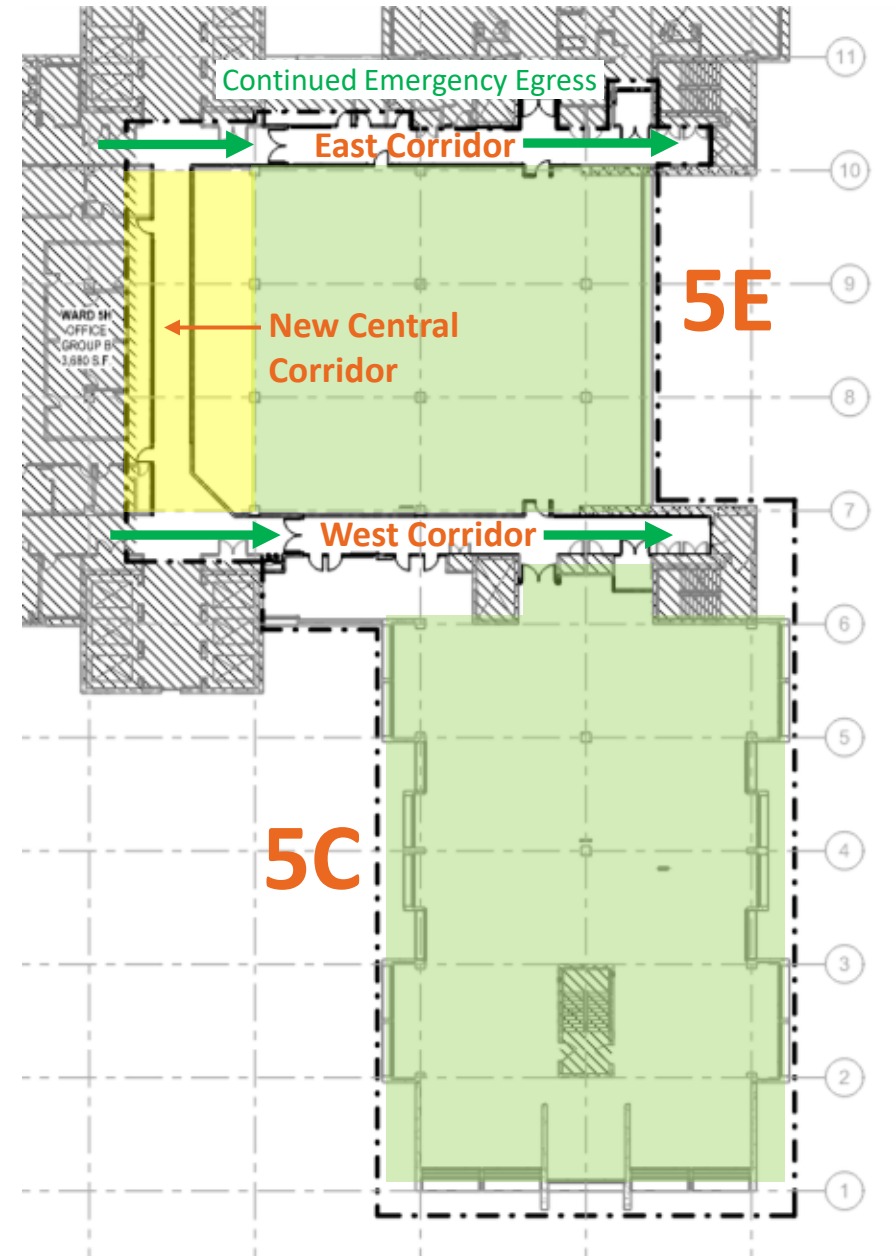 11
Continued Emergency Egress
East Corridor
10
9
5E
WARD 5H
OFFICE
GROUP B
3,680 S.F.
New Central
Corridor
8
7
West Corridor
6
5
5C
4
3
2
1